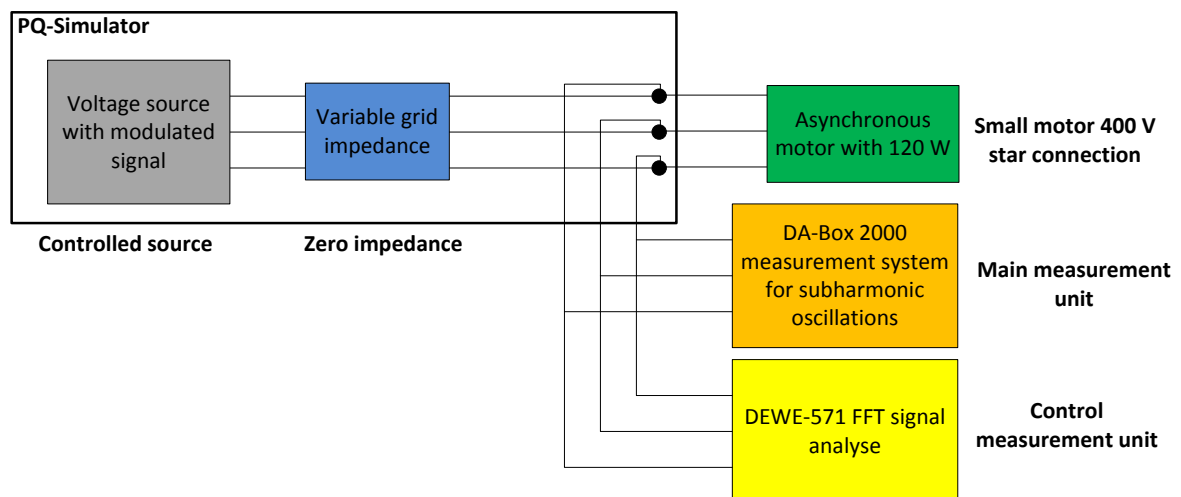 PQ-Simulator
Voltage source
with modulated
signal
Variable grid
impedance
Asynchronous
motor with 120 W
Small motor 400 V
star connection
Controlled source
Zero impedance
DA-Box 2000
measurement system
for subharmonic
oscillations
Main measurement
unit
DEWE-571 FFT signal
analyse
Control
measurement unit